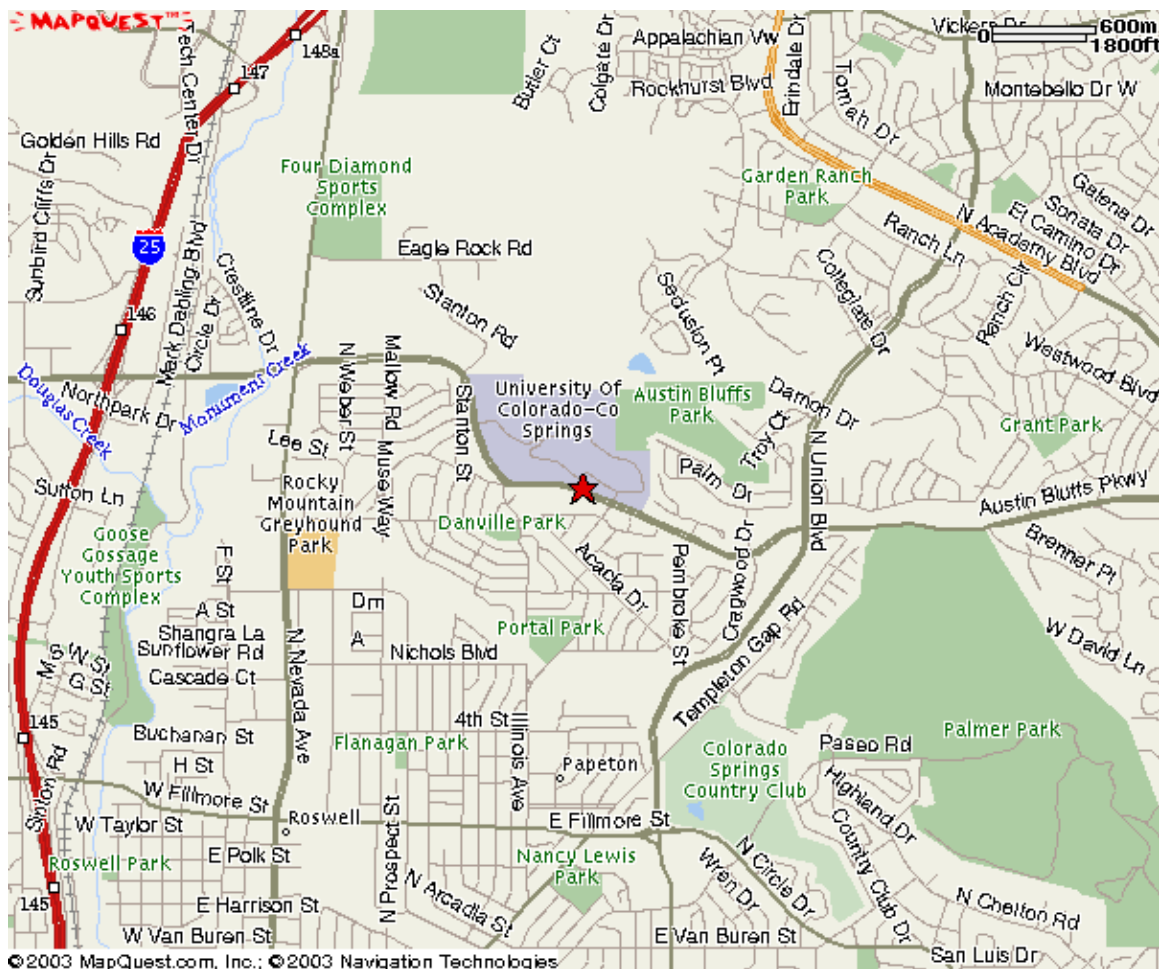 MAPQUEST™
Tech Center Dr
148a
147
Golden Hills Rd
Sunbird Cliffs Dr
Four Diamond
Sports
Complex
Butler Ct
Colgate Dr
Appalachian Vw
Rockhurst Blvd
Erindale Dr
Vickers Dr
0
600m
1800ft
Tomah Dr
Montebello Dr W
Garden Ranch
Park
N Academy Blvd
Galena Dr
Sonata Dr
El Camino Dr
Ranch Ln
Ranch Cir
Collegiate Dr
25
146
Mark Dabling Blvd
Circle Dr
Crestline Dr
Eagle Rock Rd
Stanton Rd
Sedusion Pt
Westwood Blvd
Douglas Creek
Northpark Dr
Monument Creek
N Weber St
Mallow Rd
Stanton St
University Of
Colorado-Co
Springs
Austin Bluffs
Park
Damon Dr
Troy Ct
Grant Park
Lee St
Muse Way
Palm Dr
N Union Blvd
Austin Bluffs Pkwy
Sutton Ln
Rocky
Mountain
Greyhound
Park
Danville Park
Goose
Gossage
Youth Sports
Complex
F St
A St
Acacia Dr
Pembroke St
Cragwood Dr
Brenner Pl
Dm
A
Portal Park
Shangra La
Sunflower Rd
Cascade Ct
M S
W St
G St
N Nevada Ave
Nichols Blvd
Templeton Gap Rd
W David Ln
145
Buchanan St
H St
Flanagan Park
4th St
Illinois Ave
Papeton
Colorado
Springs
Country Club
Paseo Rd
Palmer Park
Sinton Rd
W Fillmore St
W Taylor St
Roswell
E Fillmore St
Highland Dr
Country Club Dr
Roswell Park
E Polk St
N Prospect St
Nancy Lewis
Park
N Circle Dr
Wren Dr
145
E Harrison St
N Arcadia St
N Chelton Rd
W Van Buren St
E Van Buren St
San Luis Dr
©2003 MapQuest.com, Inc.; ©2003 Navigation Technologies